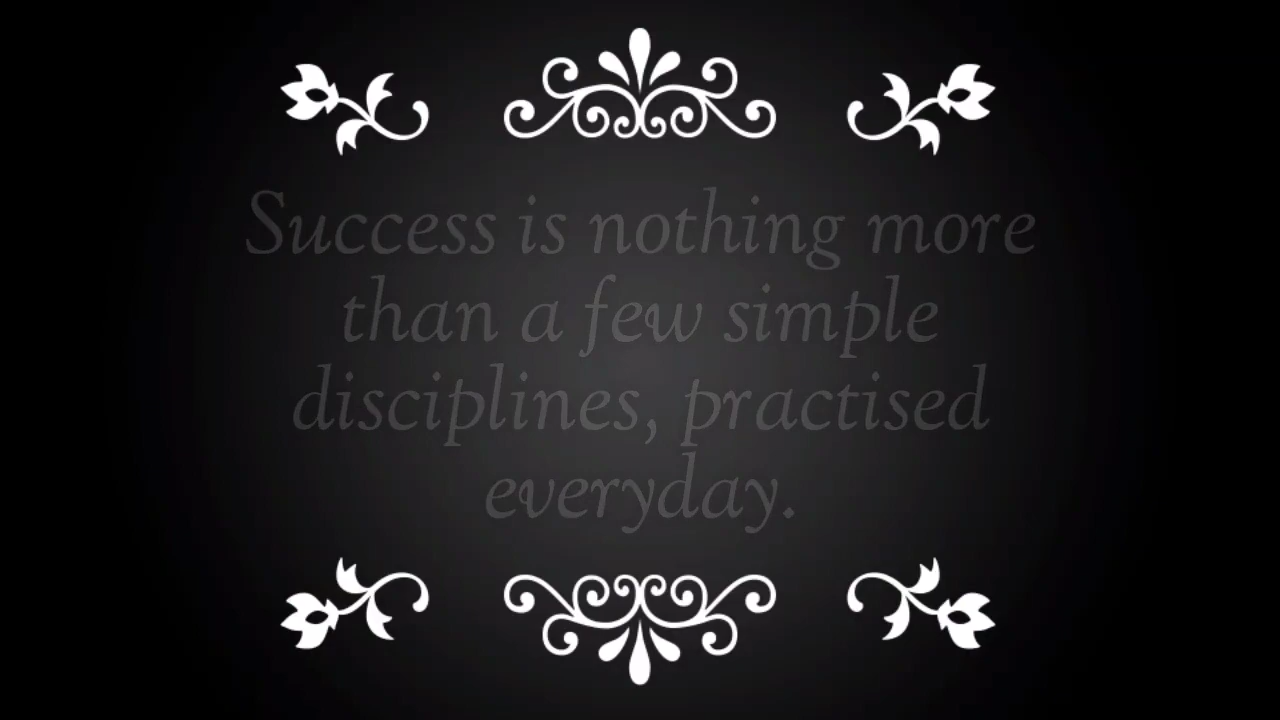 Success is nothing more
than a few simple
disciplines, practised
everyday.